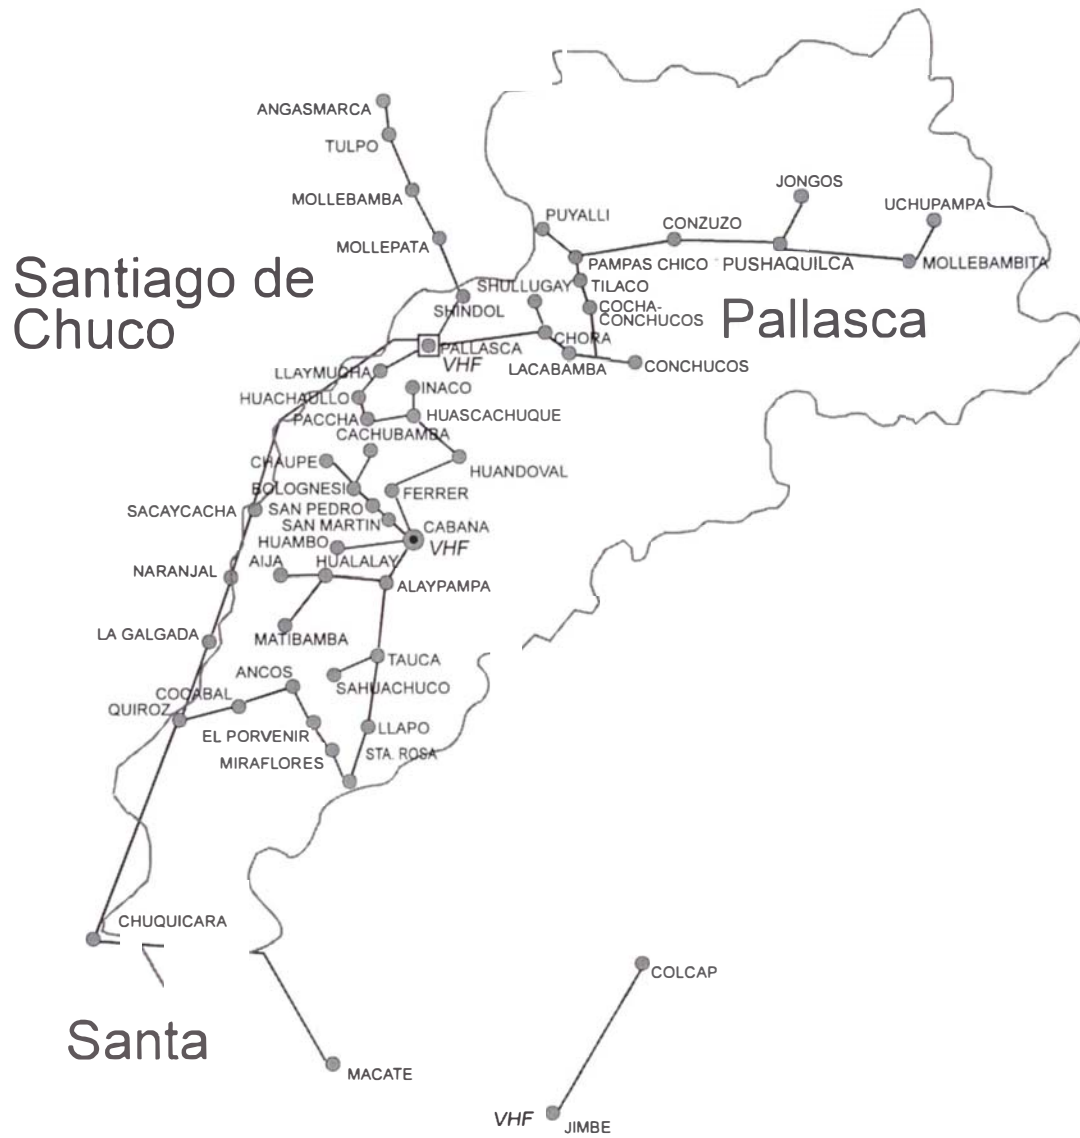 ANGASMARCA
TULPO
JONGOS
MOLLEBAMBA
UCHUPAMPA
PUYALLI
CONZUZO
MOLLEPATA
PAMPAS CHICO
PUSHAQUILCA
MOLLEBAMBITA
Santiago de
Chuco
SHULLUGAY
TILACO
SHINDOL
COCHA-
CONCHUCOS
Pallasca
CHORA
PALLASCA
VHF
LACABAMBA
CONCHUCOS
LLAYMUCHA
INACO
HUACHAULLO
PACCHA
HUASCACHUQUE
CACHUBAMBA
CHAUPE
HUANDOVAL
BOLOGNESI
FERRER
SACAYCACHA
SAN PEDRO
SAN MARTIN
CABANA
VHF
HUAMBO
AIJA
HUALALAY
NARANJAL
ALAYPAMPA
LA GALGADA
MATIBAMBA
TAUCA
ANCOS
SAHUACHUCO
COCABAL
QUIROZ
EL PORVENIR
LLAPO
MIRAFLORES
STA. ROSA
CHUQUICARA
COLCAP
Santa
MACATE
VHF
JIMBE